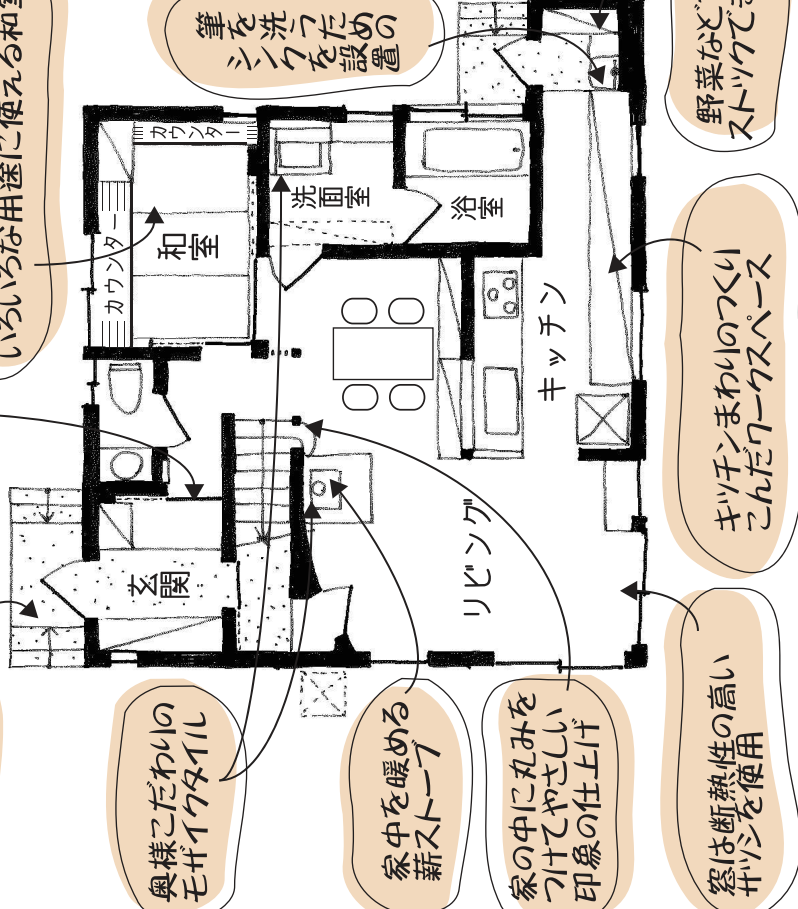 いろいろな用途に使える和室
筆を洗うための
シンクを設置
野菜など
ストックでき
カウンター
カウンター
和室
洗面室
浴室
キッチン
キッチンまわりのつくり
こんだワークスペース
リビング
玄関
奥様こだわりの
モザイクタイル
家中を暖める
薪ストーブ
家の中に丸みを
つけてやさしい
印象の仕上げ
窓は断熱性の高い
サッシを使用